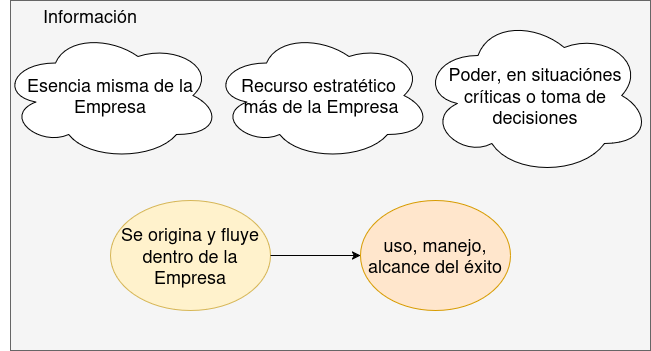 Información
Esencia misma de la
Empresa
Recurso estratético
más de la Empresa
Poder, en situaciónes
críticas o toma de
decisiones
Se origina y fluye
dentro de la
Empresa
uso, manejo,
alcance del éxito